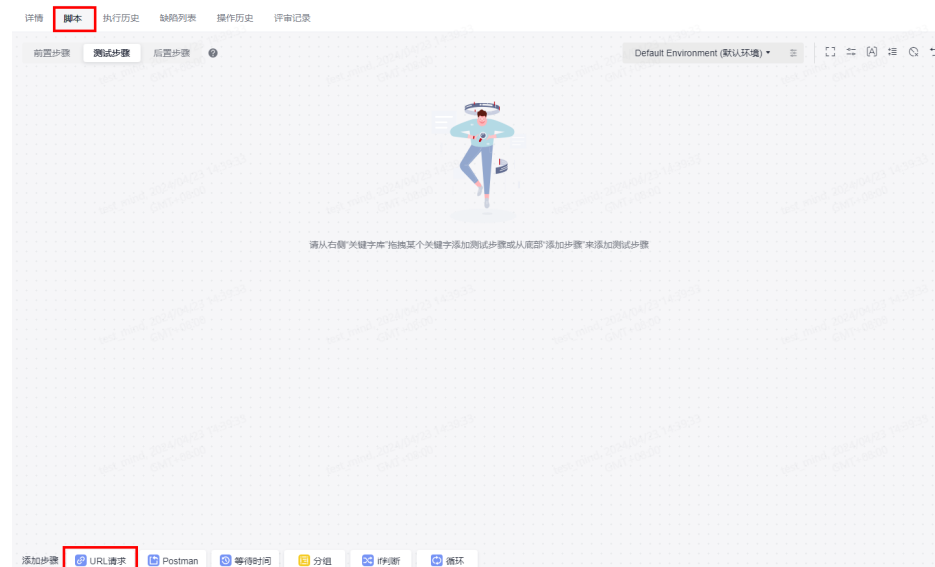 详情 脚本 执行历史 缺陷列表 操作历史 评审记录
前置步骤 测试步骤 后置步骤 Default Environment (默认环境)
请从右侧“关键字库”拖拽某个关键字添加测试步骤或从底部“添加步骤”来添加测试步骤
添加步骤 URL请求 Postman 等待时间 分组 if判断 循环